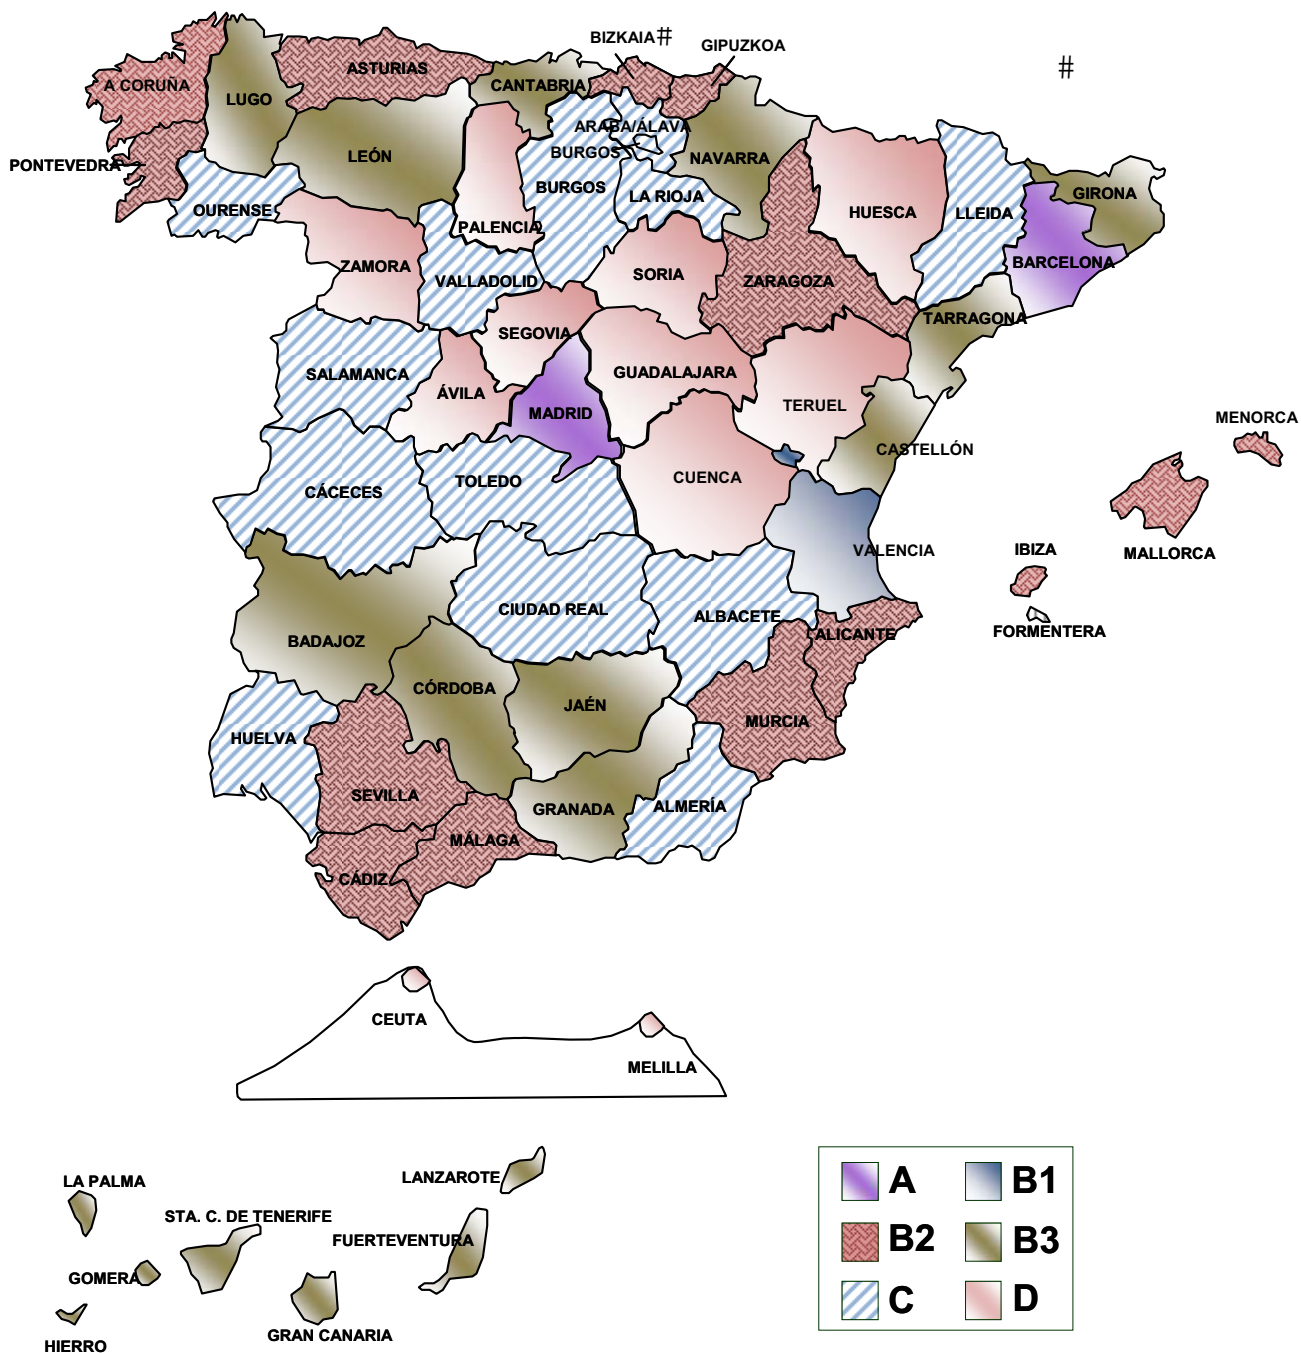 BIZKAIA #
GIPUZKOA
#
A CORUÑA
ASTURIAS
CANTABRIA
LUGO
ARABA/ÁLAVA
LEÓN
BURGOS
NAVARRA
PONTEVEDRA
BURGOS
LA RIOJA
GIRONA
OURENSE
PALENCIA
HUESCA
LLEIDA
ZAMORA
VALLADOLID
SORIA
ZARAGOZA
BARCELONA
SEGOVIA
TARRAGONA
SALAMANCA
GUADALAJARA
ÁVILA
MADRID
TERUEL
MENORCA
CASTELLÓN
CÁCECES
TOLEDO
CUENCA
VALENCIA
IBIZA
MALLORCA
CIUDAD REAL
ALBACETE
FORMENTERA
BADAJOZ
ALICANTE
CÓRDOBA
JAÉN
MURCIA
HUELVA
SEVILLA
GRANADA
ALMERÍA
MÁLAGA
CÁDIZ
CEUTA
MELILLA
LA PALMA
LANZAROTE
STA. C. DE TENERIFE
FUERTEVENTURA
GOMERA
GRAN CANARIA
HIERRO
A B1
B2 B3
C D